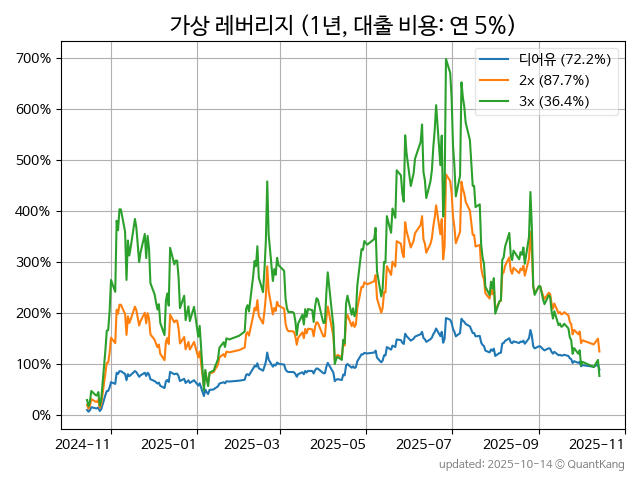 가상 레버리지 (1년, 대출 비용: 연 5%)
디어유 (72.2%)
2x (87.7%)
3x (36.4%)
700%
600%
500%
400%
300%
200%
100%
0%
2024-11 2025-01 2025-03 2025-05 2025-07 2025-09 2025-11
updated: 2025-10-14 © QuantKang